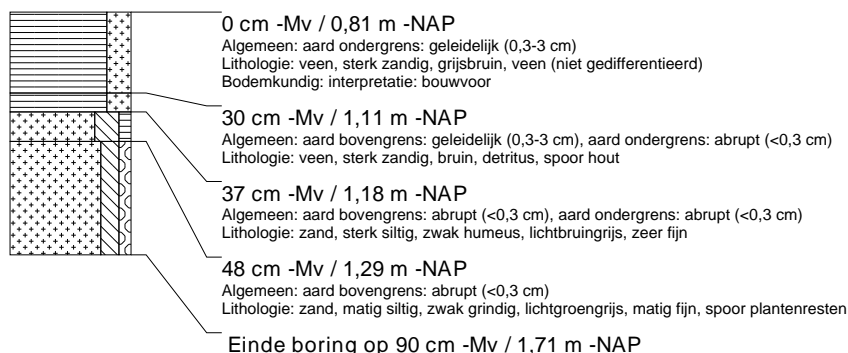 0 cm -Mv / 0,81 m -NAP
Algemeen: aard ondergrens: geleidelijk (0,3-3 cm)
Lithologie: veen, sterk zandig, grijsbruin, veen (niet gedifferentieerd)
Bodemkundig: interpretatie: bouwvoor
30 cm -Mv / 1,11 m -NAP
Algemeen: aard bovengrens: geleidelijk (0,3-3 cm), aard ondergrens: abrupt (<0,3 cm)
Lithologie: veen, sterk zandig, bruin, detritus, spoor hout
37 cm -Mv / 1,18 m -NAP
Algemeen: aard bovengrens: abrupt (<0,3 cm), aard ondergrens: abrupt (<0,3 cm)
Lithologie: zand, sterk siltig, zwak humeus, lichtbruingrijs, zeer fijn
48 cm -Mv / 1,29 m -NAP
Algemeen: aard bovengrens: abrupt (<0,3 cm)
Lithologie: zand, matig siltig, zwak grindig, lichtgroengrijs, matig fijn, spoor plantenresten
Einde boring op 90 cm -Mv / 1,71 m -NAP